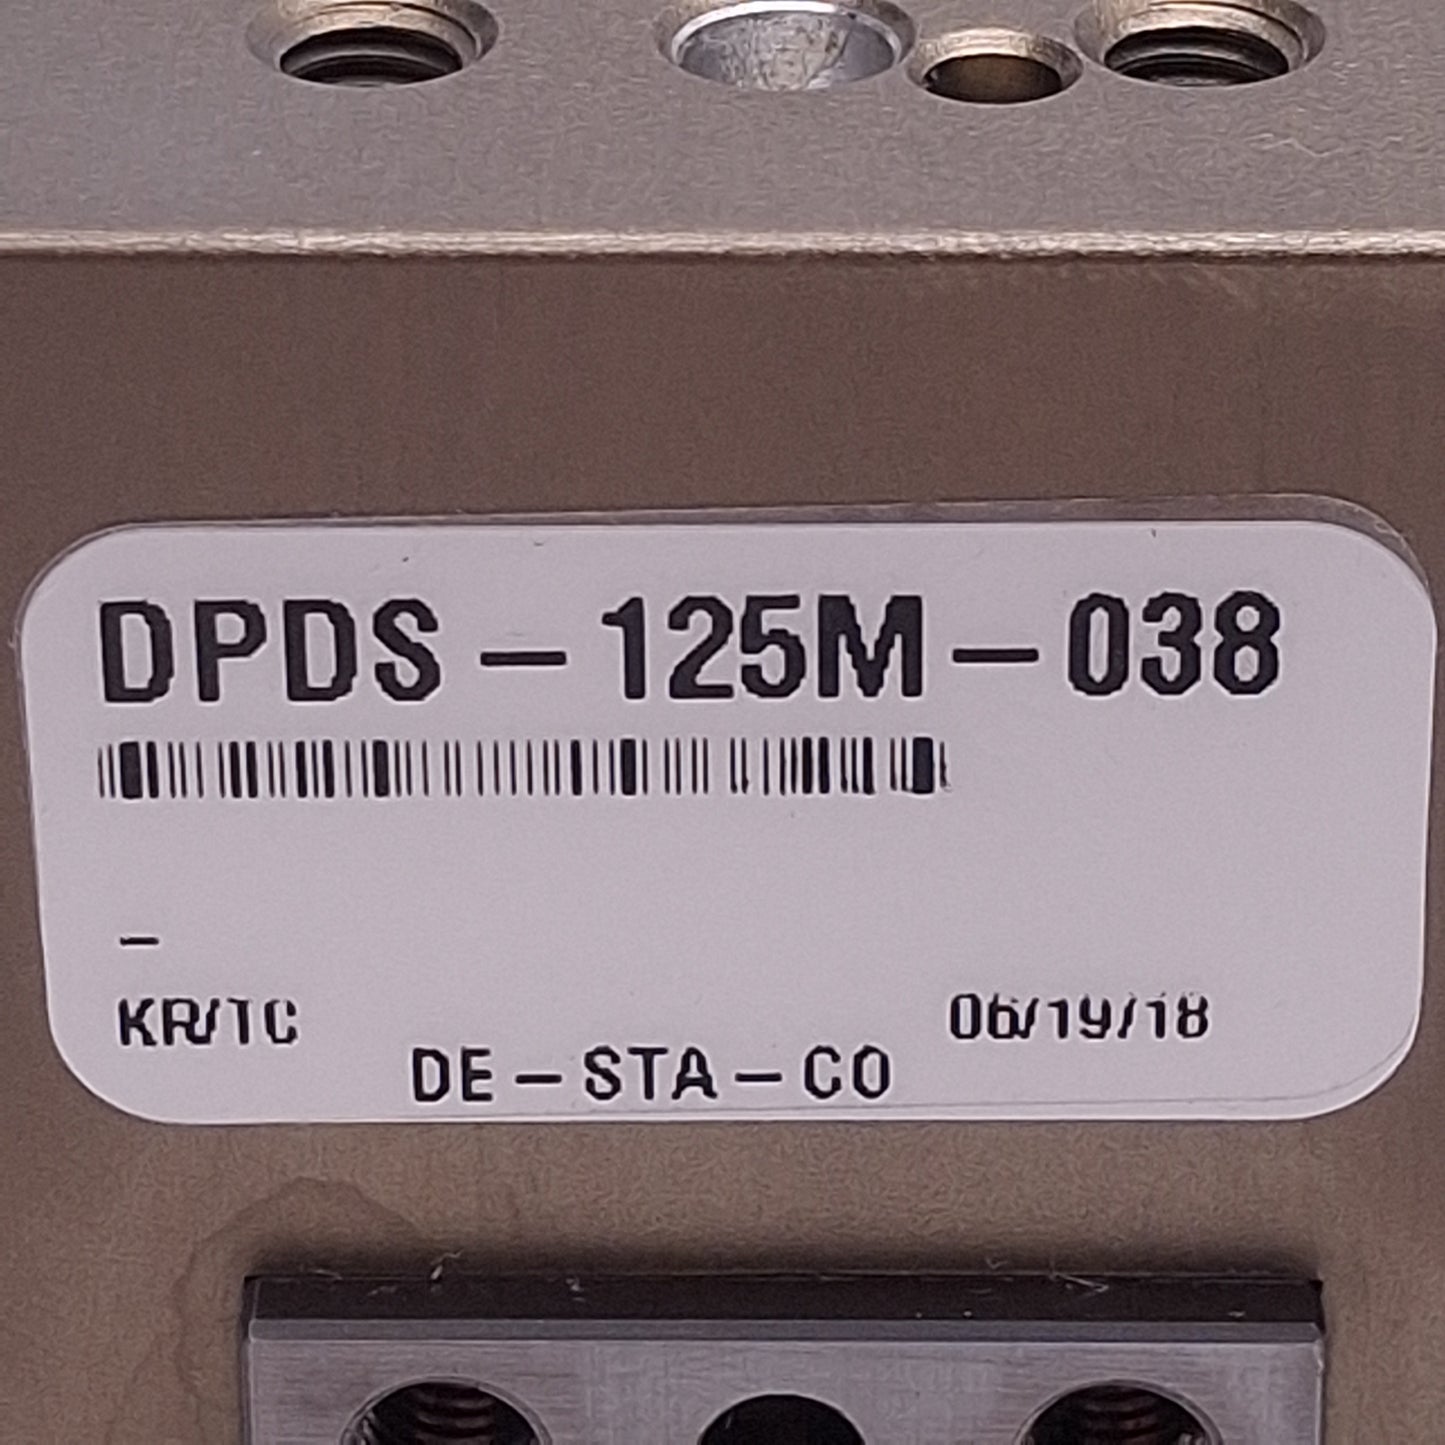 DPDS-125M-038
-
KR/TC 06/19/18
DE-STA-CO